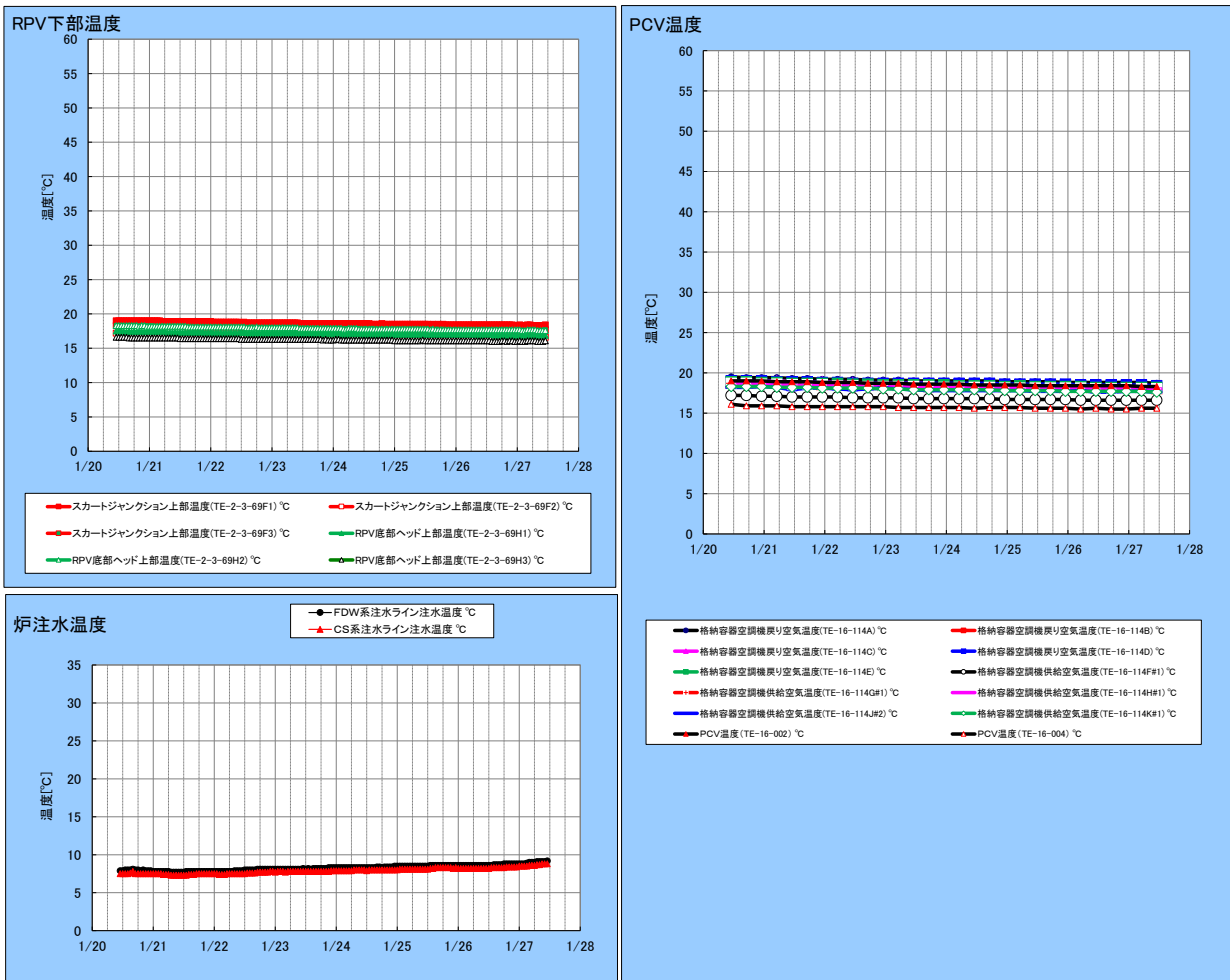 RPV下部温度
60
55
50
45
40
35
30
25
20
15
10
5
0
温度[℃]
1/20 1/21 1/22 1/23 1/24 1/25 1/26 1/27 1/28
スカートジャンクション上部温度(TE-2-3-69F1) ℃ スカートジャンクション上部温度(TE-2-3-69F2) ℃
スカートジャンクション上部温度(TE-2-3-69F3) ℃ RPV底部ヘッド上部温度(TE-2-3-69H1) ℃
RPV底部ヘッド上部温度(TE-2-3-69H2) ℃ RPV底部ヘッド上部温度(TE-2-3-69H3) ℃
炉注水温度
FDW系注水ライン注水温度 ℃
CS系注水ライン注水温度 ℃
35
30
25
20
15
10
5
0
温度[℃]
1/20 1/21 1/22 1/23 1/24 1/25 1/26 1/27 1/28
PCV温度
60
55
50
45
40
35
30
25
20
15
10
5
0
温度[℃]
1/20 1/21 1/22 1/23 1/24 1/25 1/26 1/27 1/28
格納容器空調機戻り空気温度(TE-16-114A) ℃ 格納容器空調機戻り空気温度(TE-16-114B) ℃
格納容器空調機戻り空気温度(TE-16-114C) ℃ 格納容器空調機戻り空気温度(TE-16-114D) ℃
格納容器空調機戻り空気温度(TE-16-114E) ℃ 格納容器空調機供給空気温度(TE-16-114F#1) ℃
格納容器空調機供給空気温度(TE-16-114G#1) ℃ 格納容器空調機供給空気温度(TE-16-114H#1) ℃
格納容器空調機供給空気温度(TE-16-114J#2) ℃ 格納容器空調機供給空気温度(TE-16-114K#1) ℃
PCV温度(TE-16-002) ℃ PCV温度(TE-16-004) ℃